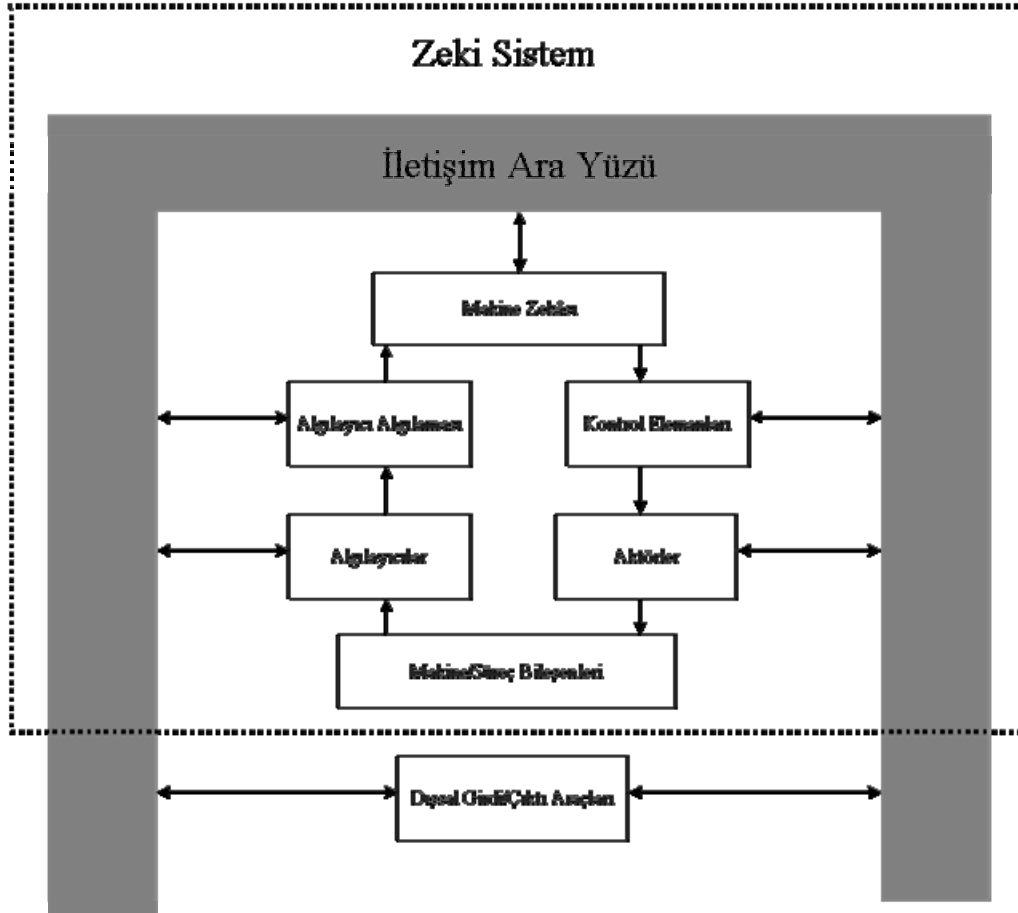 Zeki Sistem
İletişim Ara Yüzü
Makine Zekâsı
Algılayıcı Algılaması
Kontrol Elemanları
Algılayıcılar
Aktörler
Makine/Süreç Bileşenleri
Dışsal Girdi/Çıktı Araçları